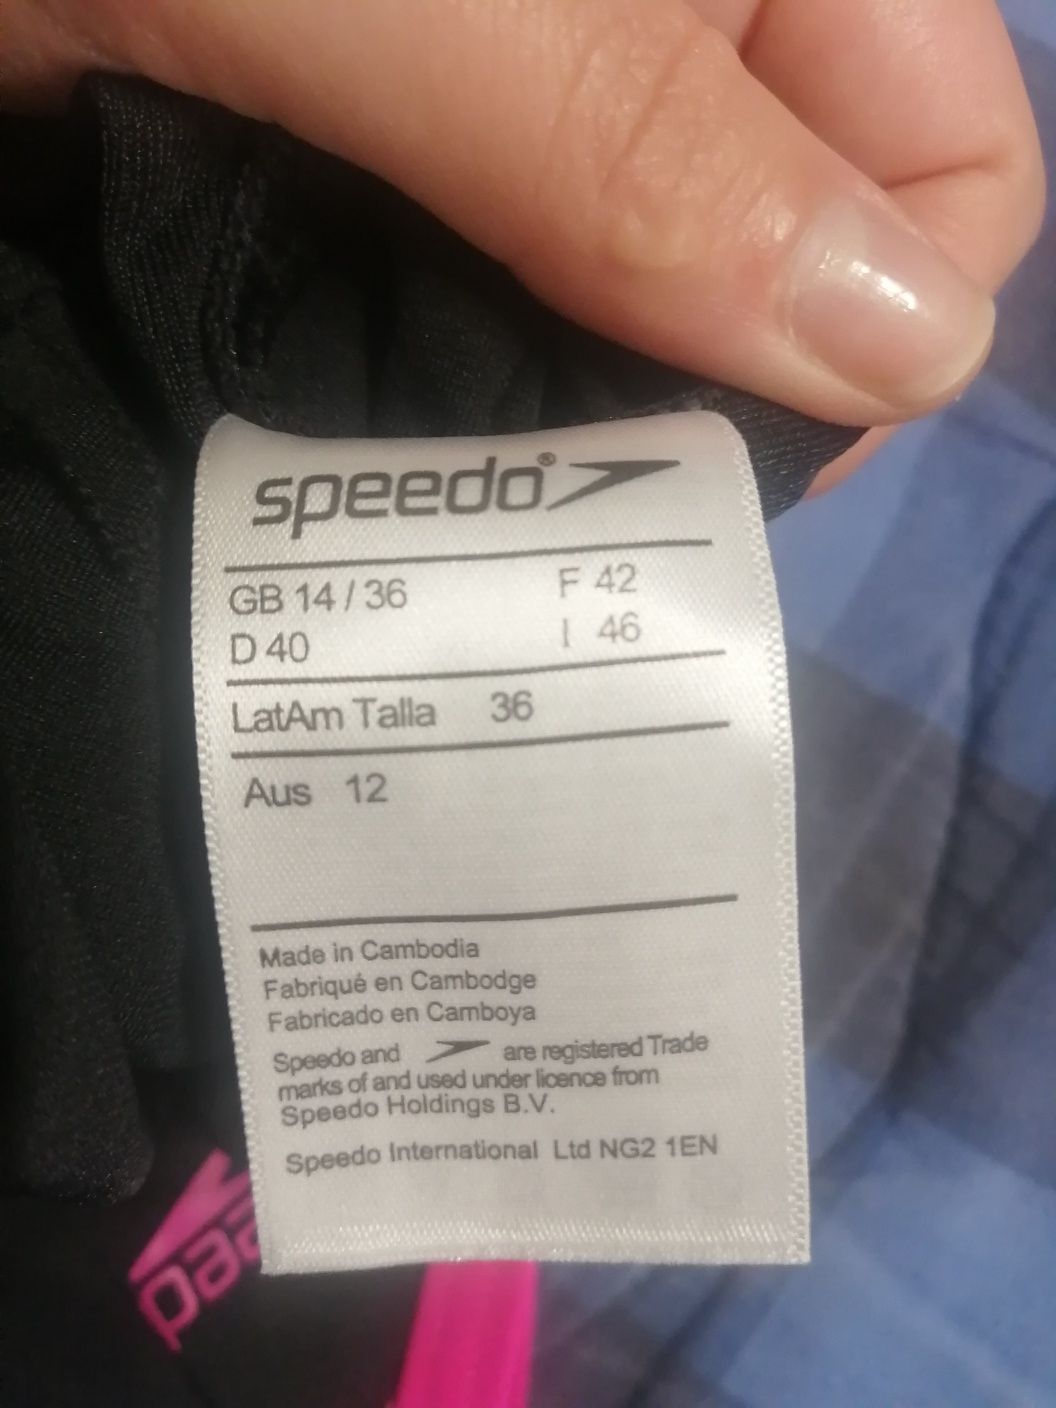 speedo®
GB 14 / 36 F 42
D 40 I 46
LatAm Talla 36
Aus 12
Made in Cambodia
Fabriqué en Cambodge
Fabricado en Camboya
Speedo and are registered Trade
marks of and used under licence from
Speedo Holdings B.V.
Speedo International Ltd NG2 1EN